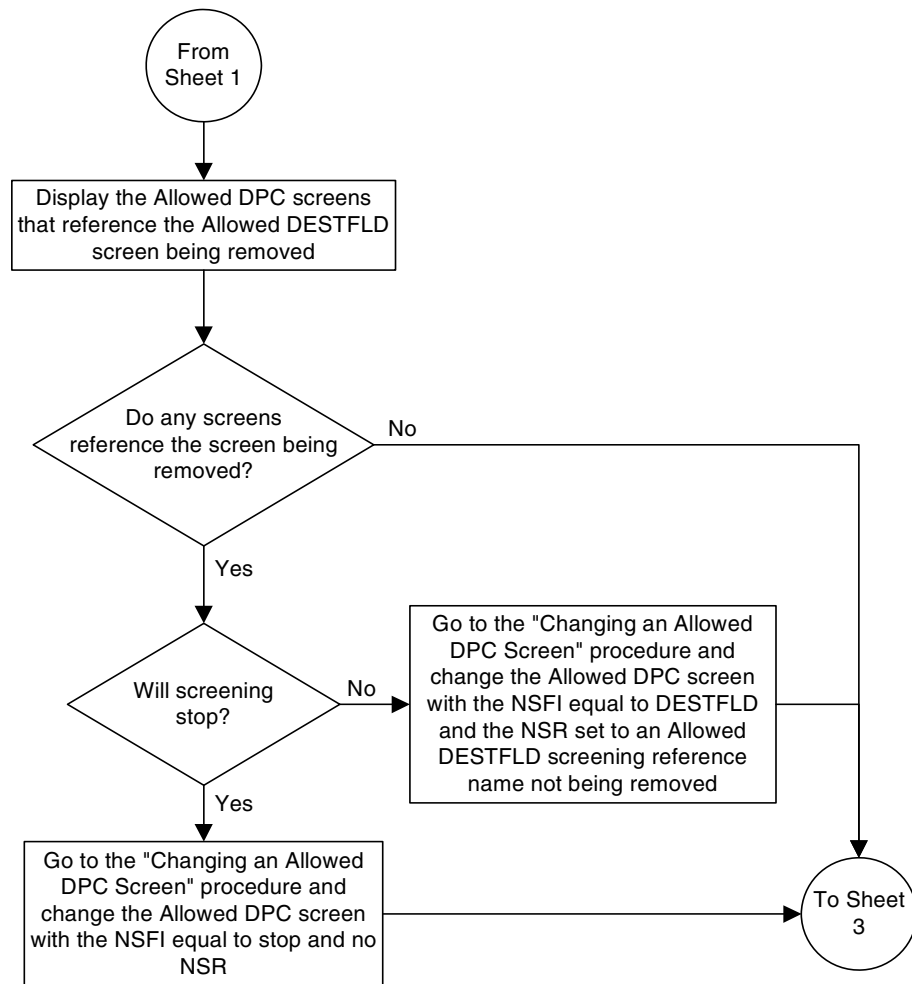 From
Sheet 1
Display the Allowed DPC screens
that reference the Allowed DESTFLD
screen being removed
Do any screens
reference the screen being
removed?
No
Yes
Will screening
stop?
No
Go to the "Changing an Allowed
DPC Screen" procedure and
change the Allowed DPC screen
with the NSFI equal to DESTFLD
and the NSR set to an Allowed
DESTFLD screening reference
name not being removed
Yes
Go to the "Changing an Allowed
DPC Screen" procedure and
change the Allowed DPC screen
with the NSFI equal to stop and no
NSR
To Sheet
3